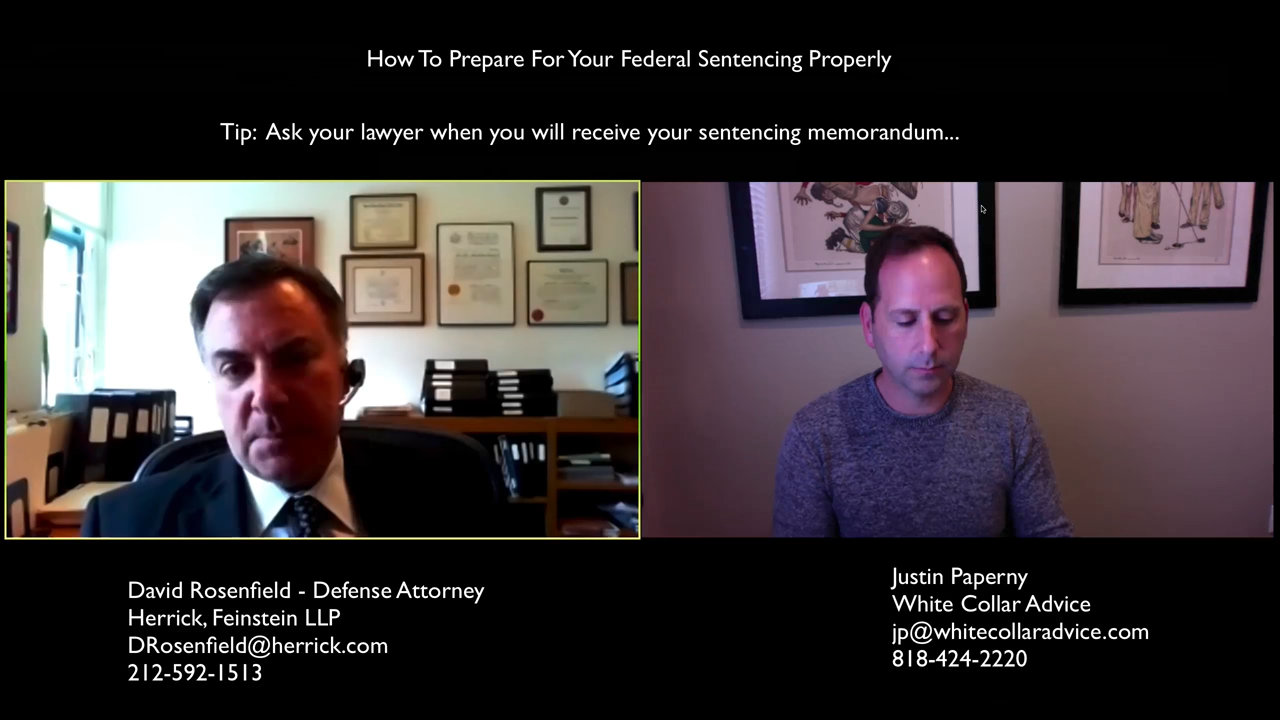 How To Prepare For Your Federal Sentencing Properly
Tip: Ask your lawyer when you will receive your sentencing memorandum...
David Rosenfield - Defense Attorney
Herrick, Feinstein LLP
DRosenfield@herrick.com
212-592-1513
Justin Paperny
White Collar Advice
jp@whitecollaradvice.com
818-424-2220